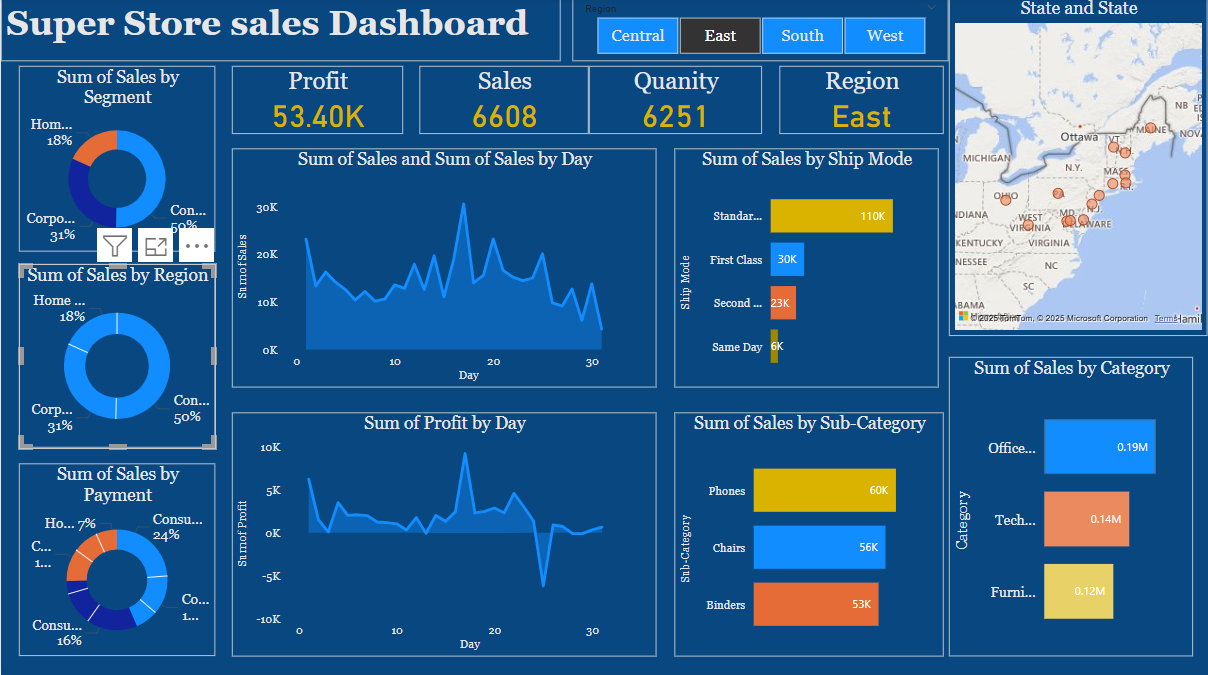 Super Store sales Dashboard
Region
Central
East
South
West
State and State
Sum of Sales by
Segment
Hom...
18%
Corpo...
31%
Con...
50%
Profit
53.40K
Sales
6608
Quanity
6251
Region
East
Sum of Sales and Sum of Sales by Day
Sum of Sales
30K
20K
10K
0K
0
10
20
30
Day
Sum of Sales by Ship Mode
Ship Mode
Standar...
110K
First Class
30K
Second ...
23K
Same Day
6K
Ottawa
MAINE
NB
VT.
MICHIGAN
N.Y.
MASS
R.I.
OHIO
PA
N.J.
MD.
NDIANA
WEST
VIRGINIA
DELAWARE
KENTUCKY
VIRGINIA
NESSEE
NC
SC
ABAMA
© 2025 TomTom, © 2025 Microsoft Corporation
Terms
Hamil
Sum of Sales by Region
Home ...
18%
Corp...
31%
Con...
50%
Sum of Sales by
Payment
Ho... 7%
Consu...
24%
C...
1...
Co...
1...
Consu...
16%
Sum of Profit by Day
Sum of Profit
10K
5K
0K
-5K
-10K
0
10
20
30
Day
Sum of Sales by Sub-Category
Sub-Category
Phones
60K
Chairs
56K
Binders
53K
Sum of Sales by Category
Category
Office...
0.19M
Tech...
0.14M
Furni...
0.12M